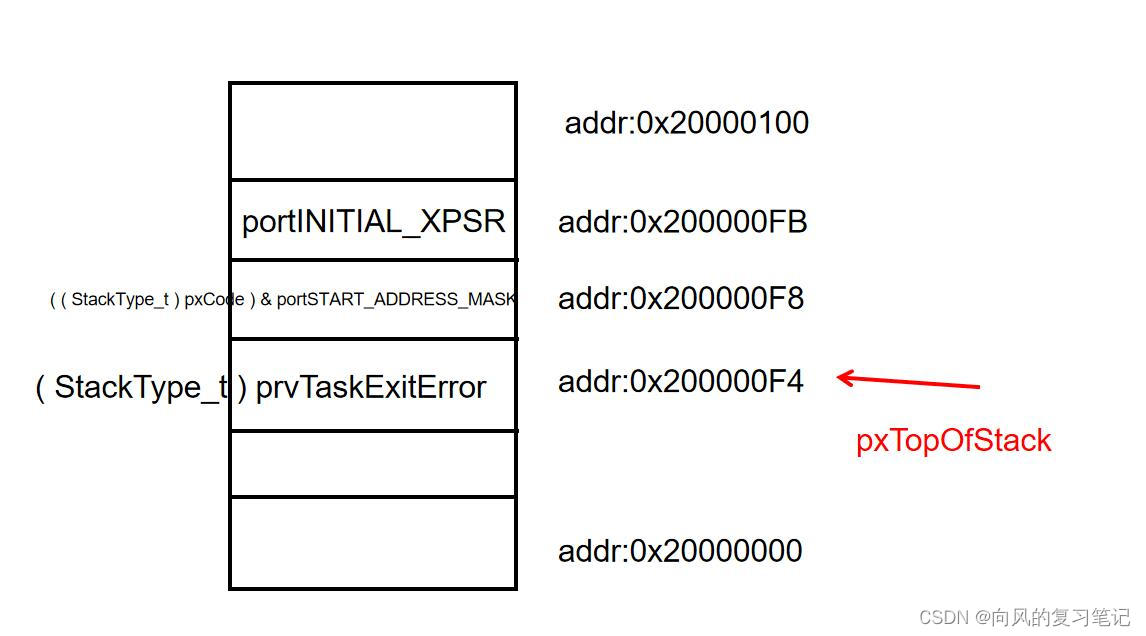 addr:0x20000100
portINITIAL_XPSR addr:0x200000FB
( ( StackType_t ) pxCode ) & portSTART_ADDRESS_MASK addr:0x200000F8
( StackType_t ) prvTaskExitError addr:0x200000F4
pxTopOfStack
addr:0x20000000
CSDN @向风的复习笔记